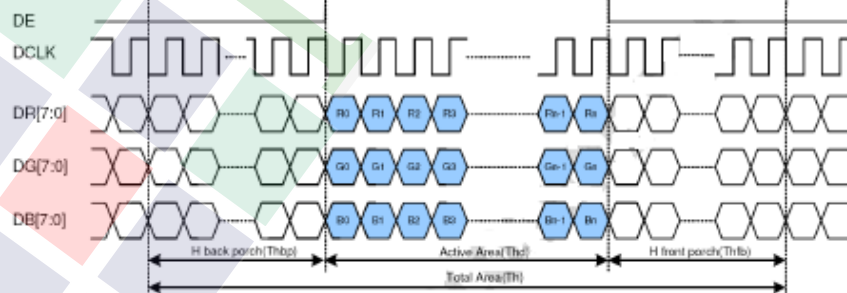 DE
DCLK
DR[7:0] R0 R1 R2 R3 Rn-1 Rn
DG[7:0] G0 G1 G2 G3 Gn-1 Gn
DB[7:0] B0 B1 B2 B3 Bn-1 Bn
H back porch(Thbp) Active Area(Thd) H front porch(Thfb)
Total Area(Th)